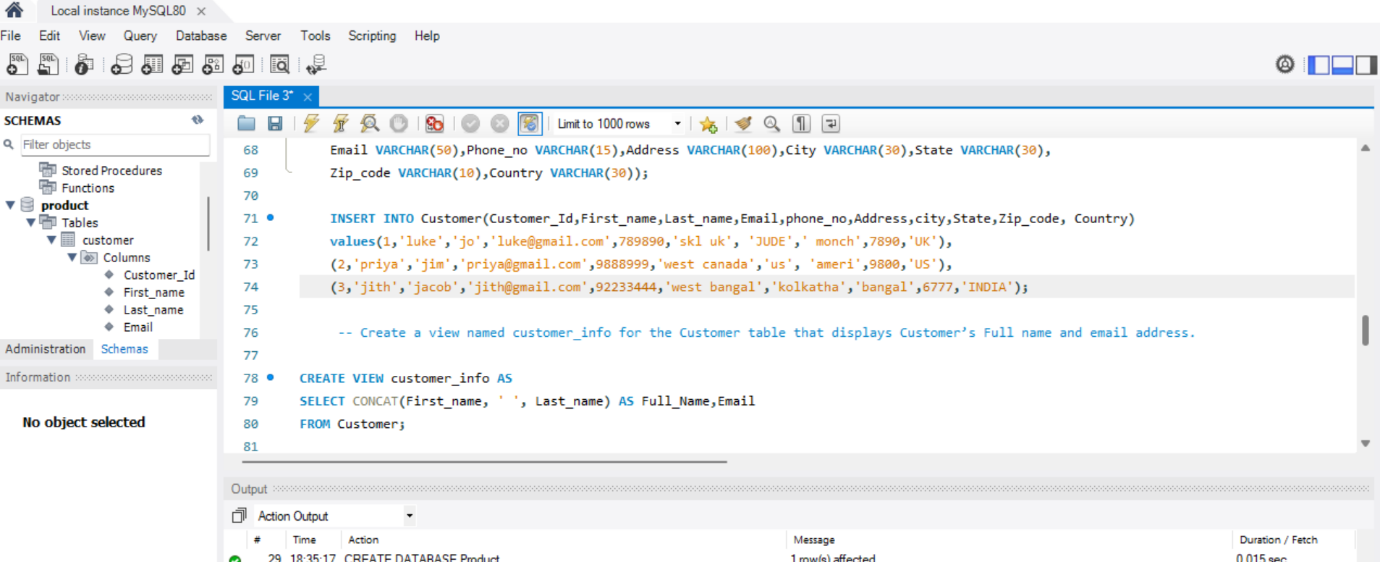 Local instance MySQL80 ×
File Edit View Query Database Server Tools Scripting Help
Navigator
SCHEMAS
Filter objects
Stored Procedures
Functions
product
Tables
customer
Columns
Customer_Id
First_name
Last_name
Email
Administration Schemas
Information
No object selected
SQL File 3* ×
Limit to 1000 rows
68 Email VARCHAR(50),Phone_no VARCHAR(15),Address VARCHAR(100),City VARCHAR(30),State VARCHAR(30),
69 Zip_code VARCHAR(10),Country VARCHAR(30));
70
71 INSERT INTO Customer(Customer_Id,First_name,Last_name,Email,phone_no,Address,city,State,Zip_code, Country)
72 values(1,'luke','jo','luke@gmail.com',789890,'skl uk', 'JUDE',' monch',7890,'UK'),
73 (2,'priya','jim','priya@gmail.com',9888999,'west canada','us', 'ameri',9800,'US'),
74 (3,'jith','jacob','jith@gmail.com',92233444,'west bangal','kolkatha','bangal',6777,'INDIA');
75
76 -- Create a view named customer_info for the Customer table that displays Customer’s Full name and email address.
77
78 CREATE VIEW customer_info AS
79 SELECT CONCAT(First_name, ' ', Last_name) AS Full_Name,Email
80 FROM Customer;
81
Output
Action Output
# Time Action Message Duration / Fetch
29 18:35:17 CREATE DATABASE Product 1 row(s) affected 0.015 sec